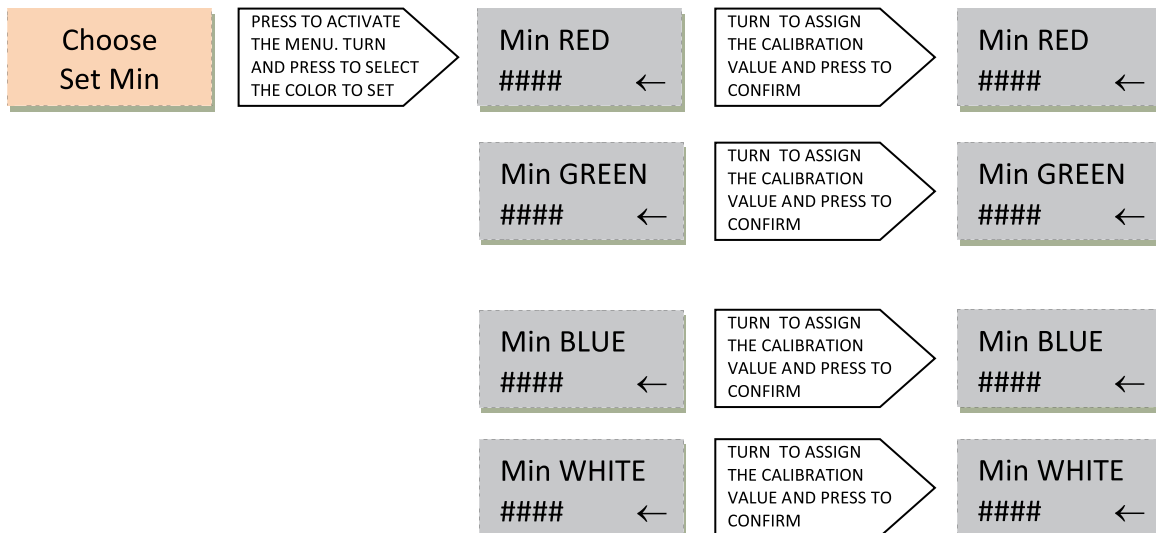 Choose
Set Min
PRESS TO ACTIVATE
THE MENU. TURN
AND PRESS TO SELECT
THE COLOR TO SET
Min RED
#### ←
TURN TO ASSIGN
THE CALIBRATION
VALUE AND PRESS TO
CONFIRM
Min RED
#### ←
Min GREEN
#### ←
TURN TO ASSIGN
THE CALIBRATION
VALUE AND PRESS TO
CONFIRM
Min GREEN
#### ←
Min BLUE
#### ←
TURN TO ASSIGN
THE CALIBRATION
VALUE AND PRESS TO
CONFIRM
Min BLUE
#### ←
Min WHITE
#### ←
TURN TO ASSIGN
THE CALIBRATION
VALUE AND PRESS TO
CONFIRM
Min WHITE
#### ←